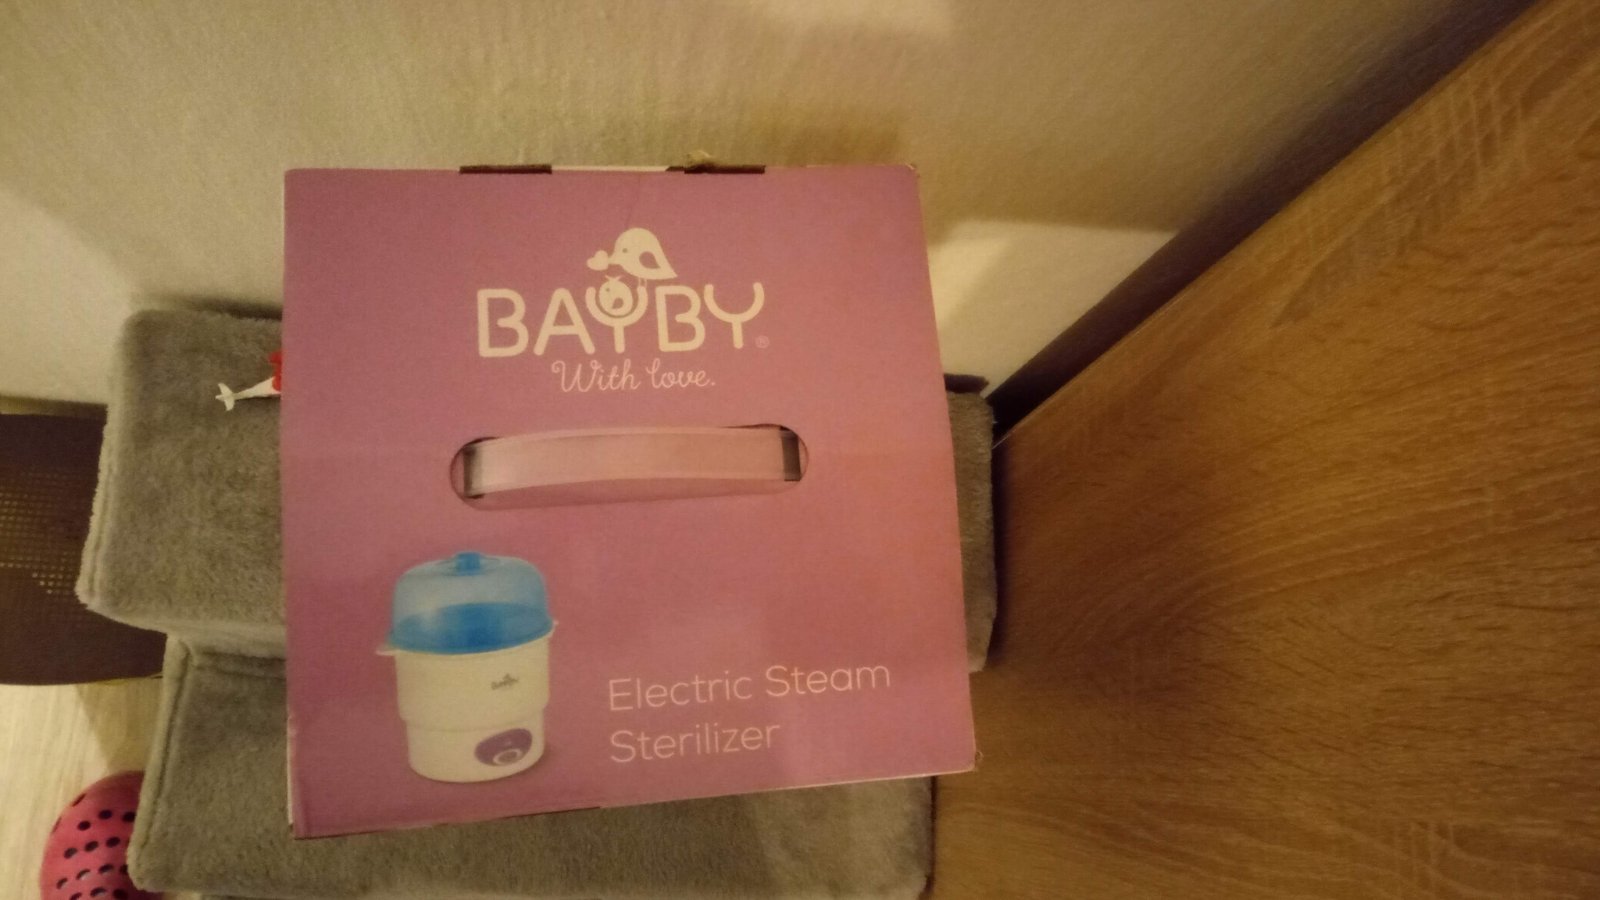 BAYBY®
With love.
Electric Steam
Sterilizer